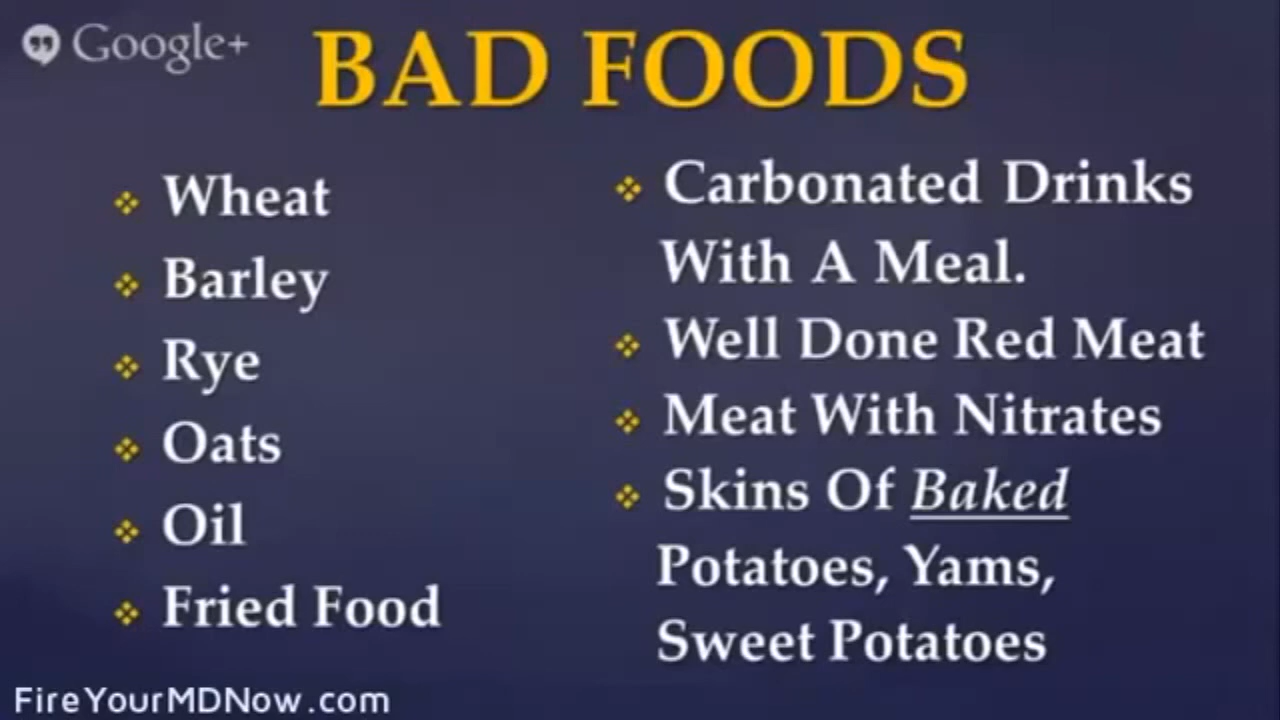 Google+
BAD FOODS
Wheat
Barley
Rye
Oats
Oil
Fried Food
Carbonated Drinks
With A Meal.
Well Done Red Meat
Meat With Nitrates
Skins Of Baked
Potatoes, Yams,
Sweet Potatoes
FireYourMDNow.com